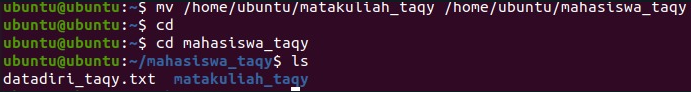 ubuntu@ubuntu:~$ mv /home/ubuntu/matakuliah_taqy /home/ubuntu/mahasiswa_taqy
ubuntu@ubuntu:~$ cd
ubuntu@ubuntu:~$ cd mahasiswa_taqy
ubuntu@ubuntu:~/mahasiswa_taqy$ ls
datadiri_taqy.txt  matakuliah_taqy